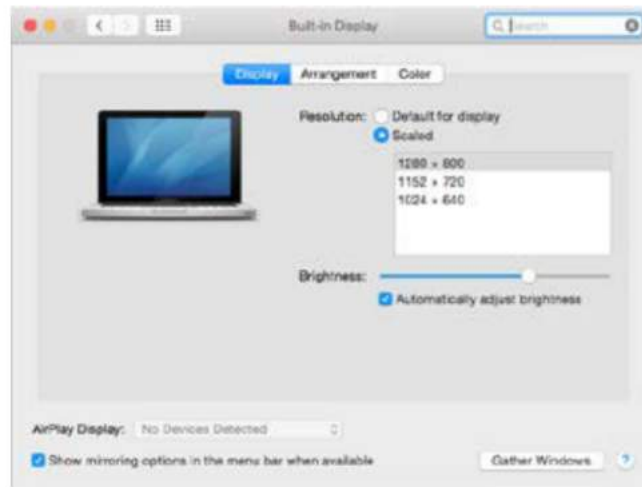 Built-in Display
Search
Display Arrangement Color
Resolution: Default for display
Scaled
1280 × 800
1152 × 720
1024 × 640
Brightness:
Automatically adjust brightness
AirPlay Display: No Devices Detected
Show mirroring options in the menu bar when available
Gather Windows ?